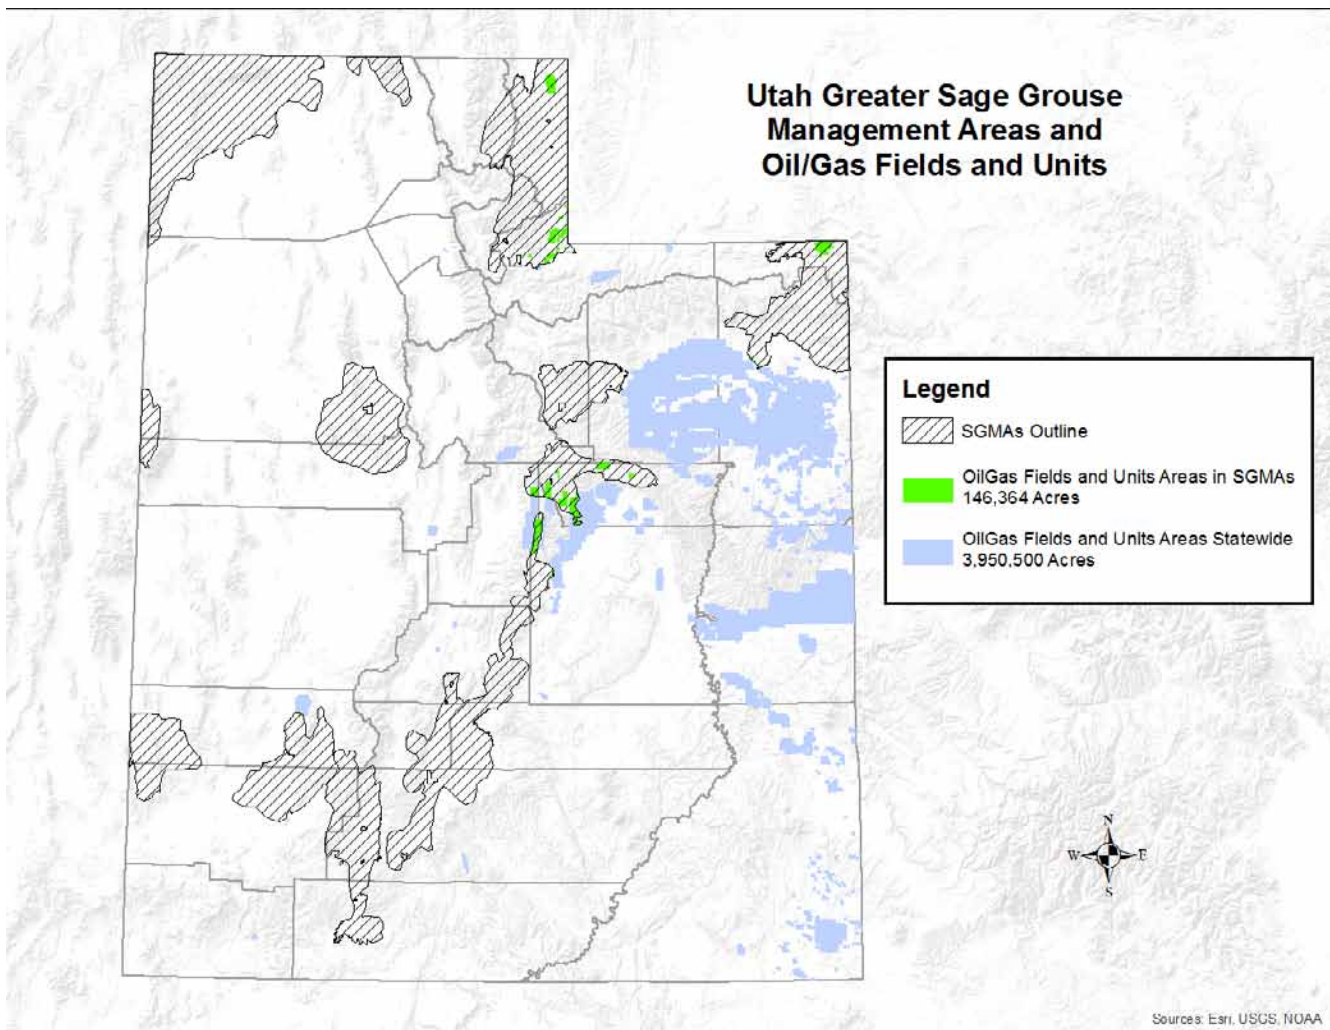 Utah Greater Sage Grouse
Management Areas and
Oil/Gas Fields and Units
Legend
SGMAs Outline
OilGas Fields and Units Areas in SGMAs
146,364 Acres
OilGas Fields and Units Areas Statewide
3,950,500 Acres
N
W E
S
Sources: Esri, USGS, NOAA